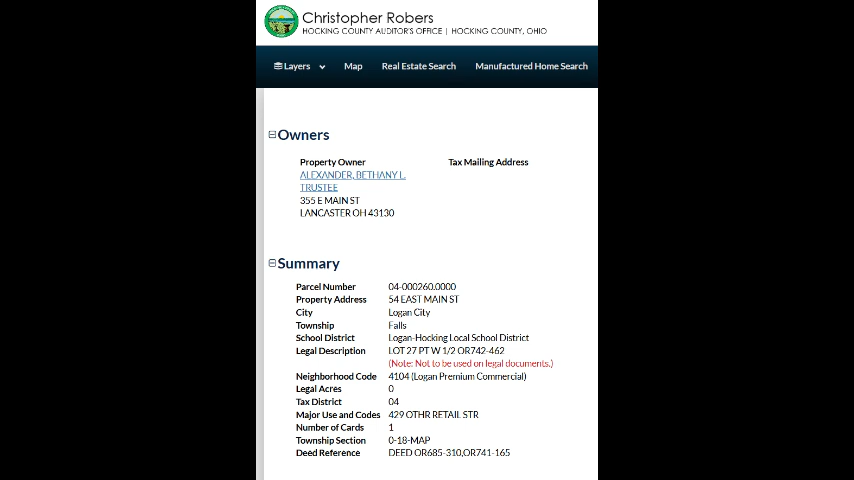 Christopher Robers
HOCKING COUNTY AUDITOR'S OFFICE | HOCKING COUNTY, OHIO
Layers Map Real Estate Search Manufactured Home Search
Owners
Property Owner Tax Mailing Address
ALEXANDER, BETHANY L.
TRUSTEE
355 E MAIN ST
LANCASTER OH 43130
Summary
Parcel Number 04-000260.0000
Property Address 54 EAST MAIN ST
City Logan City
Township Falls
School District Logan-Hocking Local School District
Legal Description LOT 27 PT W 1/2 OR742-462
(Note: Not to be used on legal documents.)
Neighborhood Code 4104 (Logan Premium Commercial)
Legal Acres 0
Tax District 04
Major Use and Codes 429 OTHR RETAIL STR
Number of Cards 1
Township Section 0-18-MAP
Deed Reference DEED OR685-310,OR741-165